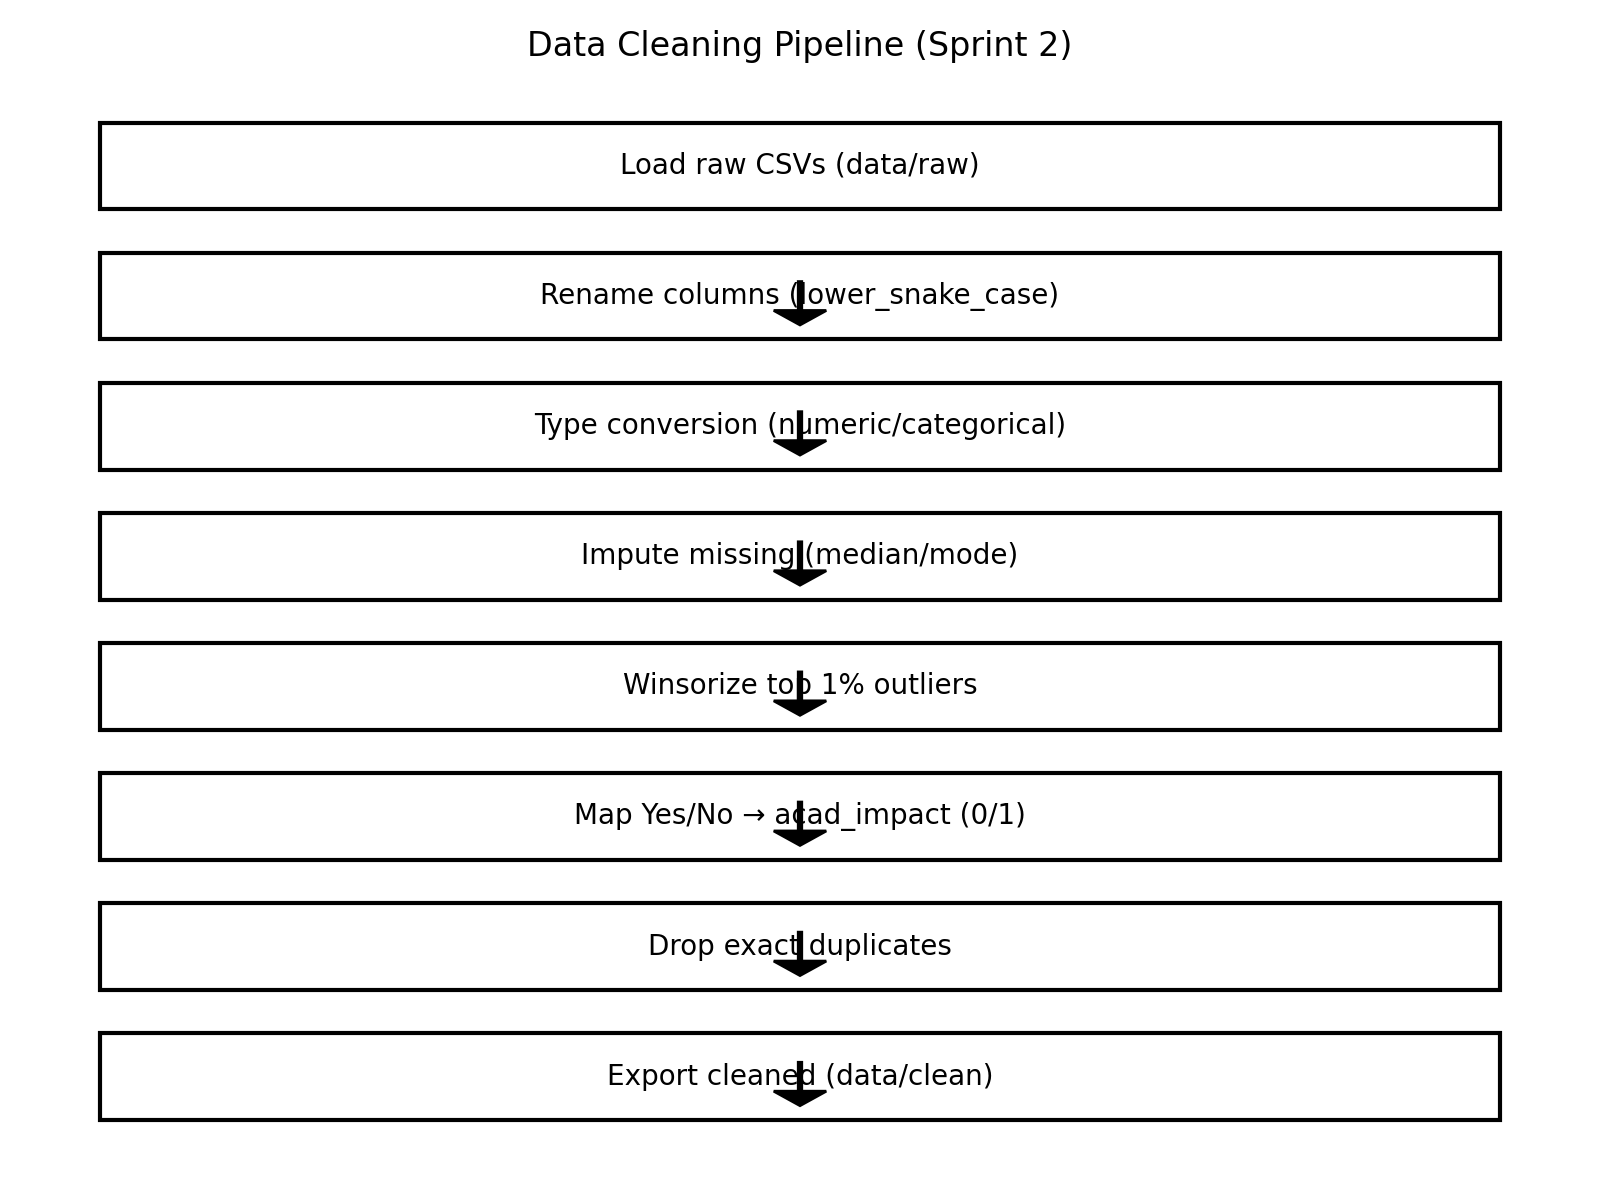 Data Cleaning Pipeline (Sprint 2)
Load raw CSVs (data/raw)
Rename columns (lower_snake_case)
Type conversion (numeric/categorical)
Impute missing (median/mode)
Winsorize top 1% outliers
Map Yes/No → acad_impact (0/1)
Drop exact duplicates
Export cleaned (data/clean)